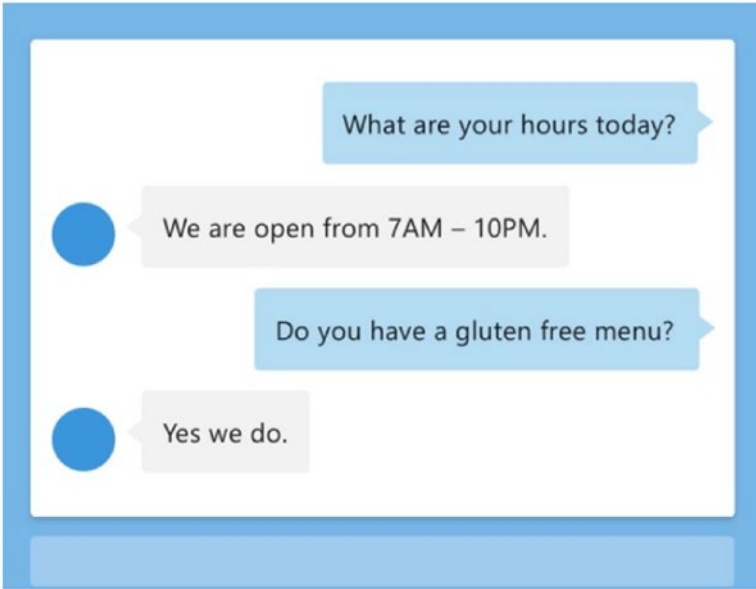 What are your hours today?
We are open from 7AM – 10PM.
Do you have a gluten free menu?
Yes we do.